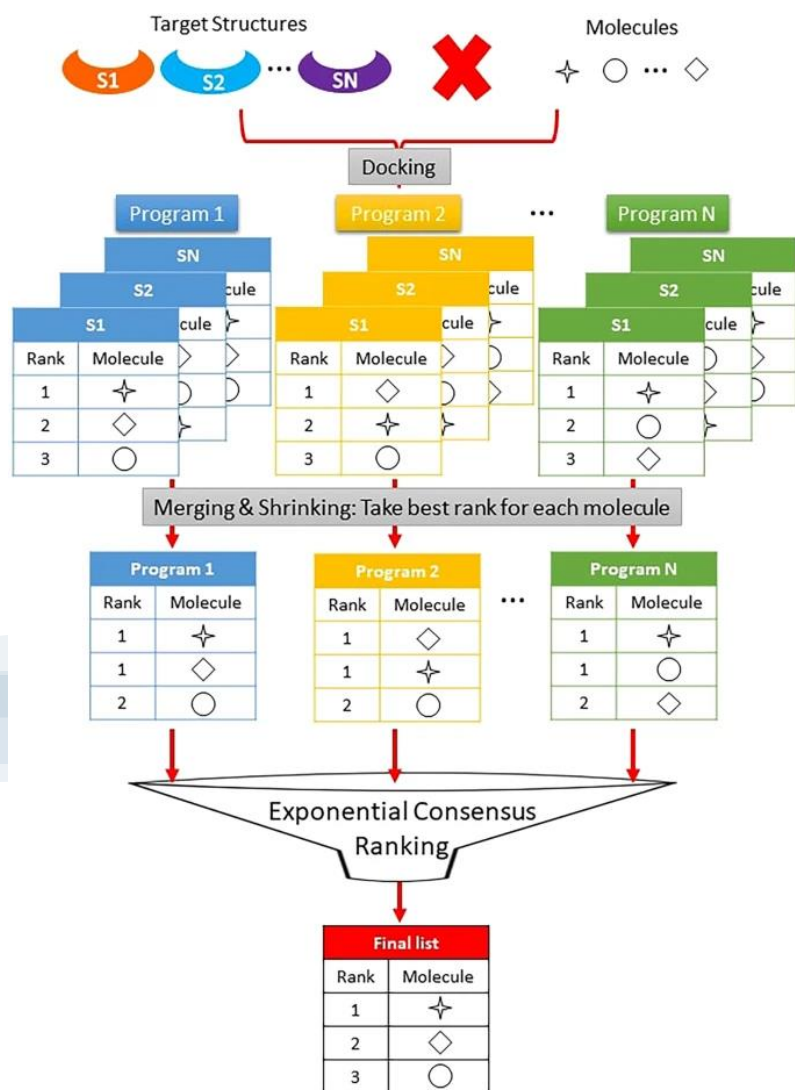 Target Structures
Molecules
S1 S2 ... SN
...
Docking
Program 1 Program 2 ... Program N
SN SN SN
S2 cule S2 cule S2 cule
S1 cule S1 cule S1 cule
Rank Molecule Rank Molecule Rank Molecule
1 1 1
2 2 2
3 3 3
Merging & Shrinking: Take best rank for each molecule
Program 1 Program 2 ... Program N
Rank Molecule Rank Molecule Rank Molecule
1 1 1
1 1 1
2 2 2
Exponential Consensus
Ranking
Final list
Rank Molecule
1
2
3